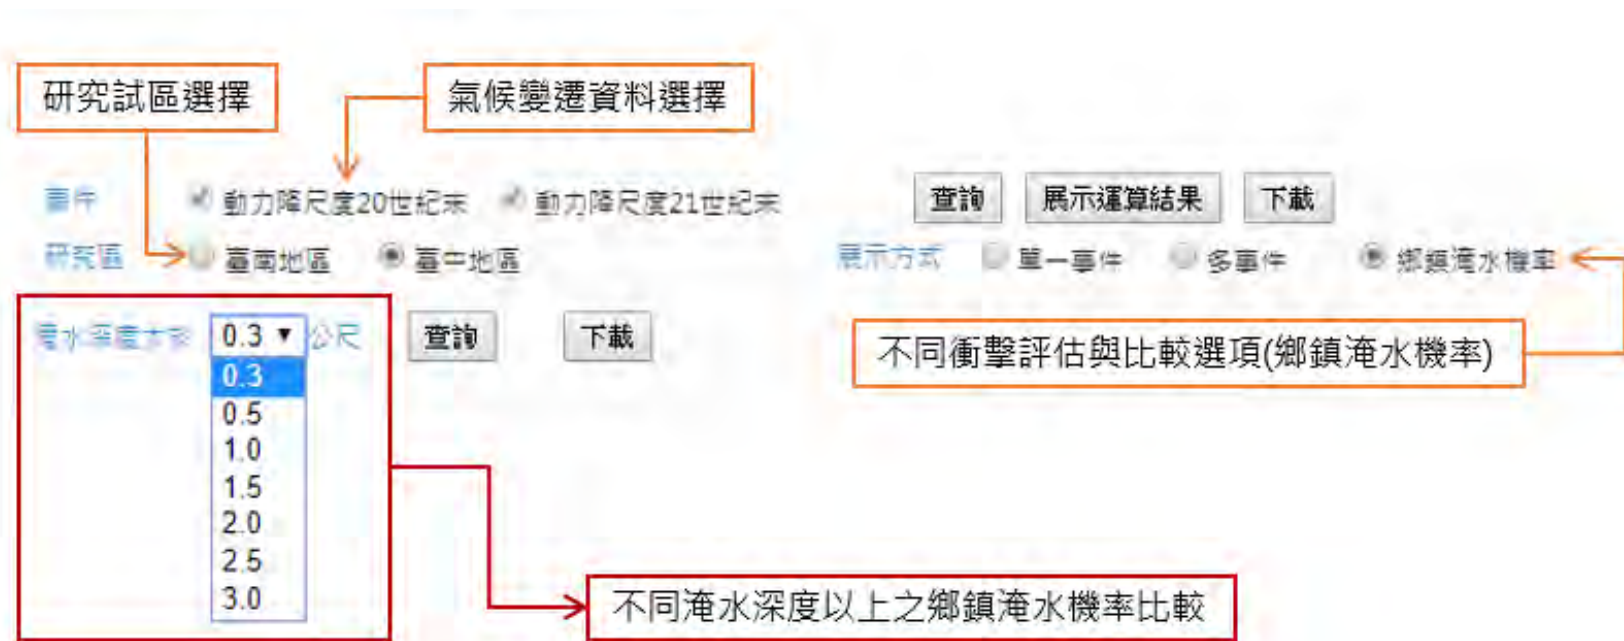 研究試區選擇
氣候變遷資料選擇
事件 動力降尺度20世紀末 動力降尺度21世紀末
查詢 展示運算結果 下載
研究區 臺南地區 臺中地區
展示方式 單一事件 多事件 鄉鎮淹水機率
淹水深度大於 0.3 公尺 查詢 下載
不同衝擊評估與比較選項(鄉鎮淹水機率)
0.3
0.5
1.0
1.5
2.0
2.5
3.0
不同淹水深度以上之鄉鎮淹水機率比較